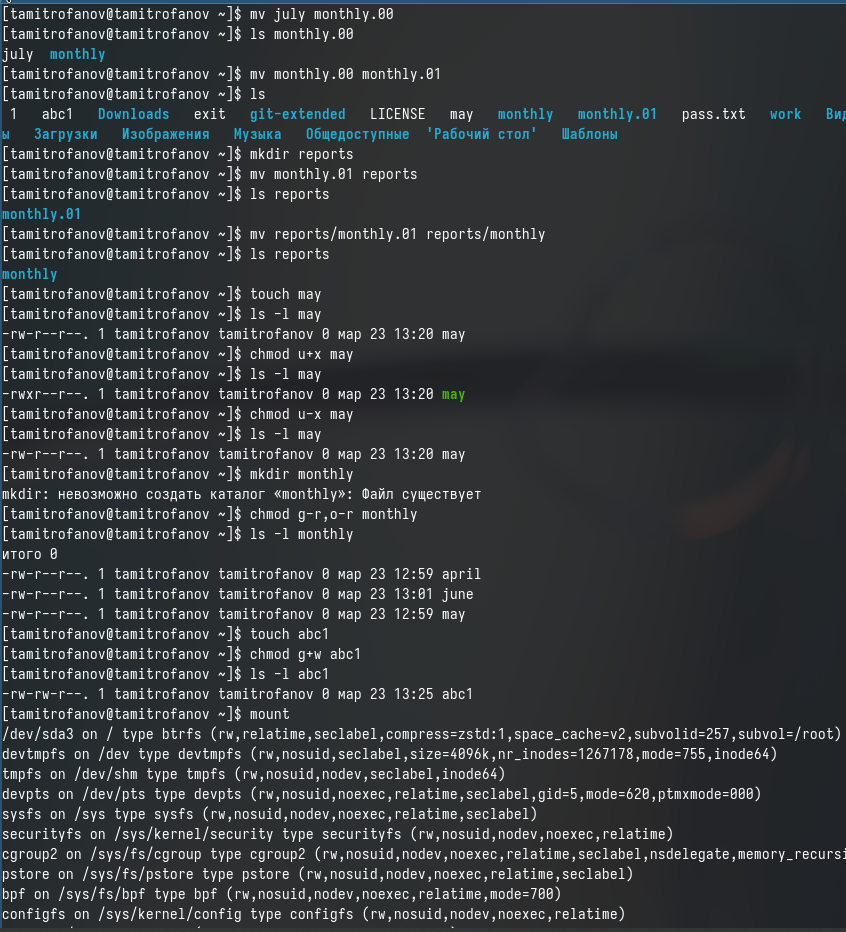 [tamitrofanov@tamitrofanov ~]$ mv july monthly.00
[tamitrofanov@tamitrofanov ~]$ ls monthly.00
july  monthly
[tamitrofanov@tamitrofanov ~]$ mv monthly.00 monthly.01
[tamitrofanov@tamitrofanov ~]$ ls
1   abc1   Downloads   exit   git-extended   LICENSE   may   monthly   monthly.01   pass.txt   work   Вид
ы   Загрузки   Изображения   Музыка   Общедоступные  'Рабочий стол'   Шаблоны
[tamitrofanov@tamitrofanov ~]$ mkdir reports
[tamitrofanov@tamitrofanov ~]$ mv monthly.01 reports
[tamitrofanov@tamitrofanov ~]$ ls reports
monthly.01
[tamitrofanov@tamitrofanov ~]$ mv reports/monthly.01 reports/monthly
[tamitrofanov@tamitrofanov ~]$ ls reports
monthly
[tamitrofanov@tamitrofanov ~]$ touch may
[tamitrofanov@tamitrofanov ~]$ ls -l may
-rw-r--r--. 1 tamitrofanov tamitrofanov 0 мар 23 13:20 may
[tamitrofanov@tamitrofanov ~]$ chmod u+x may
[tamitrofanov@tamitrofanov ~]$ ls -l may
-rwxr--r--. 1 tamitrofanov tamitrofanov 0 мар 23 13:20 may
[tamitrofanov@tamitrofanov ~]$ chmod u-x may
[tamitrofanov@tamitrofanov ~]$ ls -l may
-rw-r--r--. 1 tamitrofanov tamitrofanov 0 мар 23 13:20 may
[tamitrofanov@tamitrofanov ~]$ mkdir monthly
mkdir: невозможно создать каталог «monthly»: Файл существует
[tamitrofanov@tamitrofanov ~]$ chmod g-r,o-r monthly
[tamitrofanov@tamitrofanov ~]$ ls -l monthly
итого 0
-rw-r--r--. 1 tamitrofanov tamitrofanov 0 мар 23 12:59 april
-rw-r--r--. 1 tamitrofanov tamitrofanov 0 мар 23 13:01 june
-rw-r--r--. 1 tamitrofanov tamitrofanov 0 мар 23 12:59 may
[tamitrofanov@tamitrofanov ~]$ touch abc1
[tamitrofanov@tamitrofanov ~]$ chmod g+w abc1
[tamitrofanov@tamitrofanov ~]$ ls -l abc1
-rw-rw-r--. 1 tamitrofanov tamitrofanov 0 мар 23 13:25 abc1
[tamitrofanov@tamitrofanov ~]$ mount
/dev/sda3 on / type btrfs (rw,relatime,seclabel,compress=zstd:1,space_cache=v2,subvolid=257,subvol=/root)
devtmpfs on /dev type devtmpfs (rw,nosuid,seclabel,size=4096k,nr_inodes=1267178,mode=755,inode64)
tmpfs on /dev/shm type tmpfs (rw,nosuid,nodev,seclabel,inode64)
devpts on /dev/pts type devpts (rw,nosuid,noexec,relatime,seclabel,gid=5,mode=620,ptmxmode=000)
sysfs on /sys type sysfs (rw,nosuid,nodev,noexec,relatime,seclabel)
securityfs on /sys/kernel/security type securityfs (rw,nosuid,nodev,noexec,relatime)
cgroup2 on /sys/fs/cgroup type cgroup2 (rw,nosuid,nodev,noexec,relatime,seclabel,nsdelegate,memory_recursi
pstore on /sys/fs/pstore type pstore (rw,nosuid,nodev,noexec,relatime,seclabel)
bpf on /sys/fs/bpf type bpf (rw,nosuid,nodev,noexec,relatime,mode=700)
configfs on /sys/kernel/config type configfs (rw,nosuid,nodev,noexec,relatime)